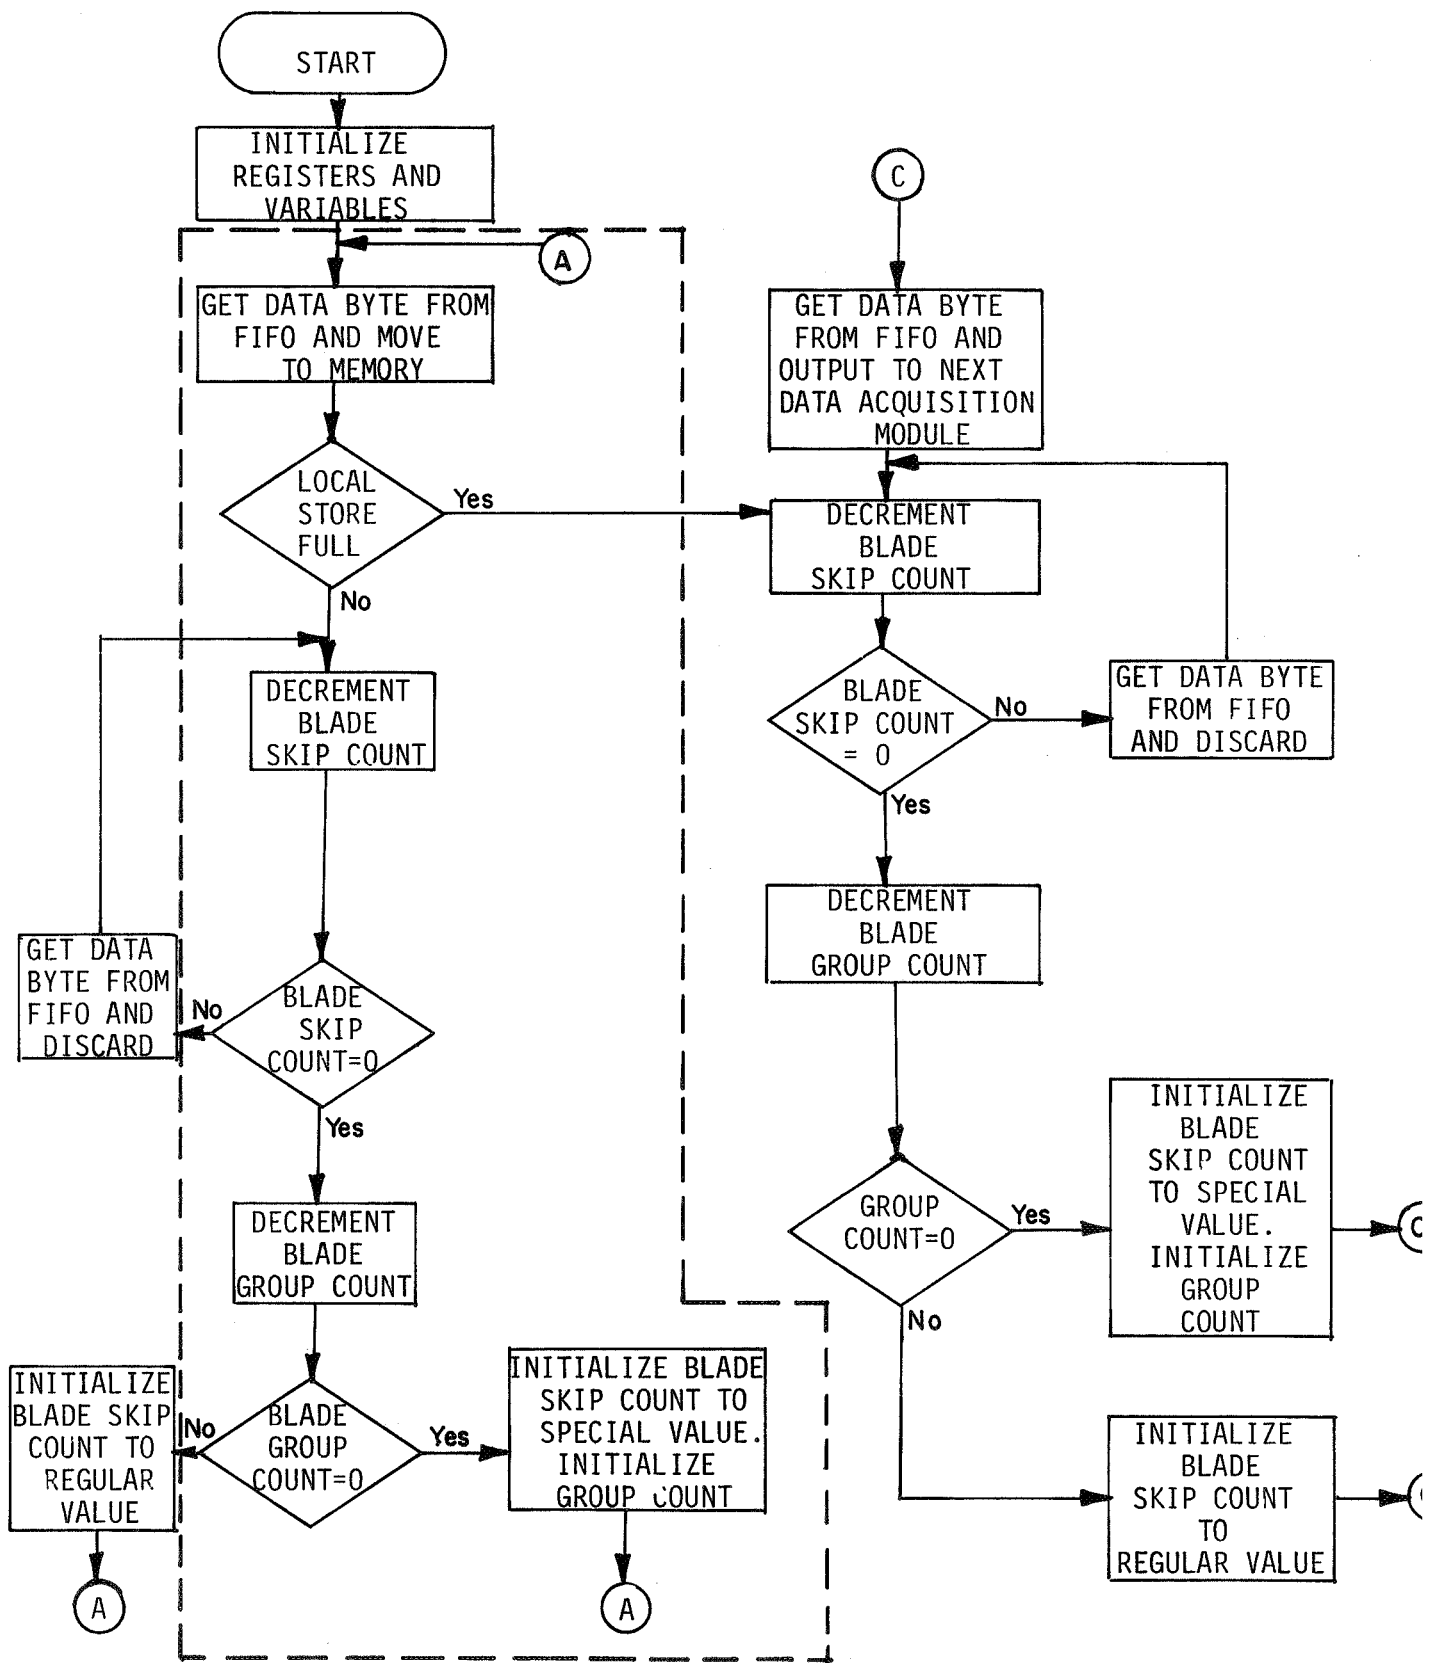 START
INITIALIZE
REGISTERS AND
VARIABLES
A
GET DATA BYTE FROM
FIFO AND MOVE
TO MEMORY
LOCAL
STORE
FULL
Yes
No
DECREMENT
BLADE
SKIP COUNT
GET DATA
BYTE FROM
FIFO AND
DISCARD
No
BLADE
SKIP
COUNT=0
Yes
DECREMENT
BLADE
GROUP COUNT
INITIALIZE
BLADE SKIP
COUNT TO
REGULAR
VALUE
No
BLADE
GROUP
COUNT=0
Yes
INITIALIZE BLADE
SKIP COUNT TO
SPECIAL VALUE.
INITIALIZE
GROUP COUNT
A
A
C
GET DATA BYTE
FROM FIFO AND
OUTPUT TO NEXT
DATA ACQUISITION
MODULE
DECREMENT
BLADE
SKIP COUNT
BLADE
SKIP COUNT
= 0
No
GET DATA BYTE
FROM FIFO
AND DISCARD
Yes
DECREMENT
BLADE
GROUP COUNT
GROUP
COUNT=0
Yes
INITIALIZE
BLADE
SKIP COUNT
TO SPECIAL
VALUE.
INITIALIZE
GROUP
COUNT
No
INITIALIZE
BLADE
SKIP COUNT
TO
REGULAR VALUE